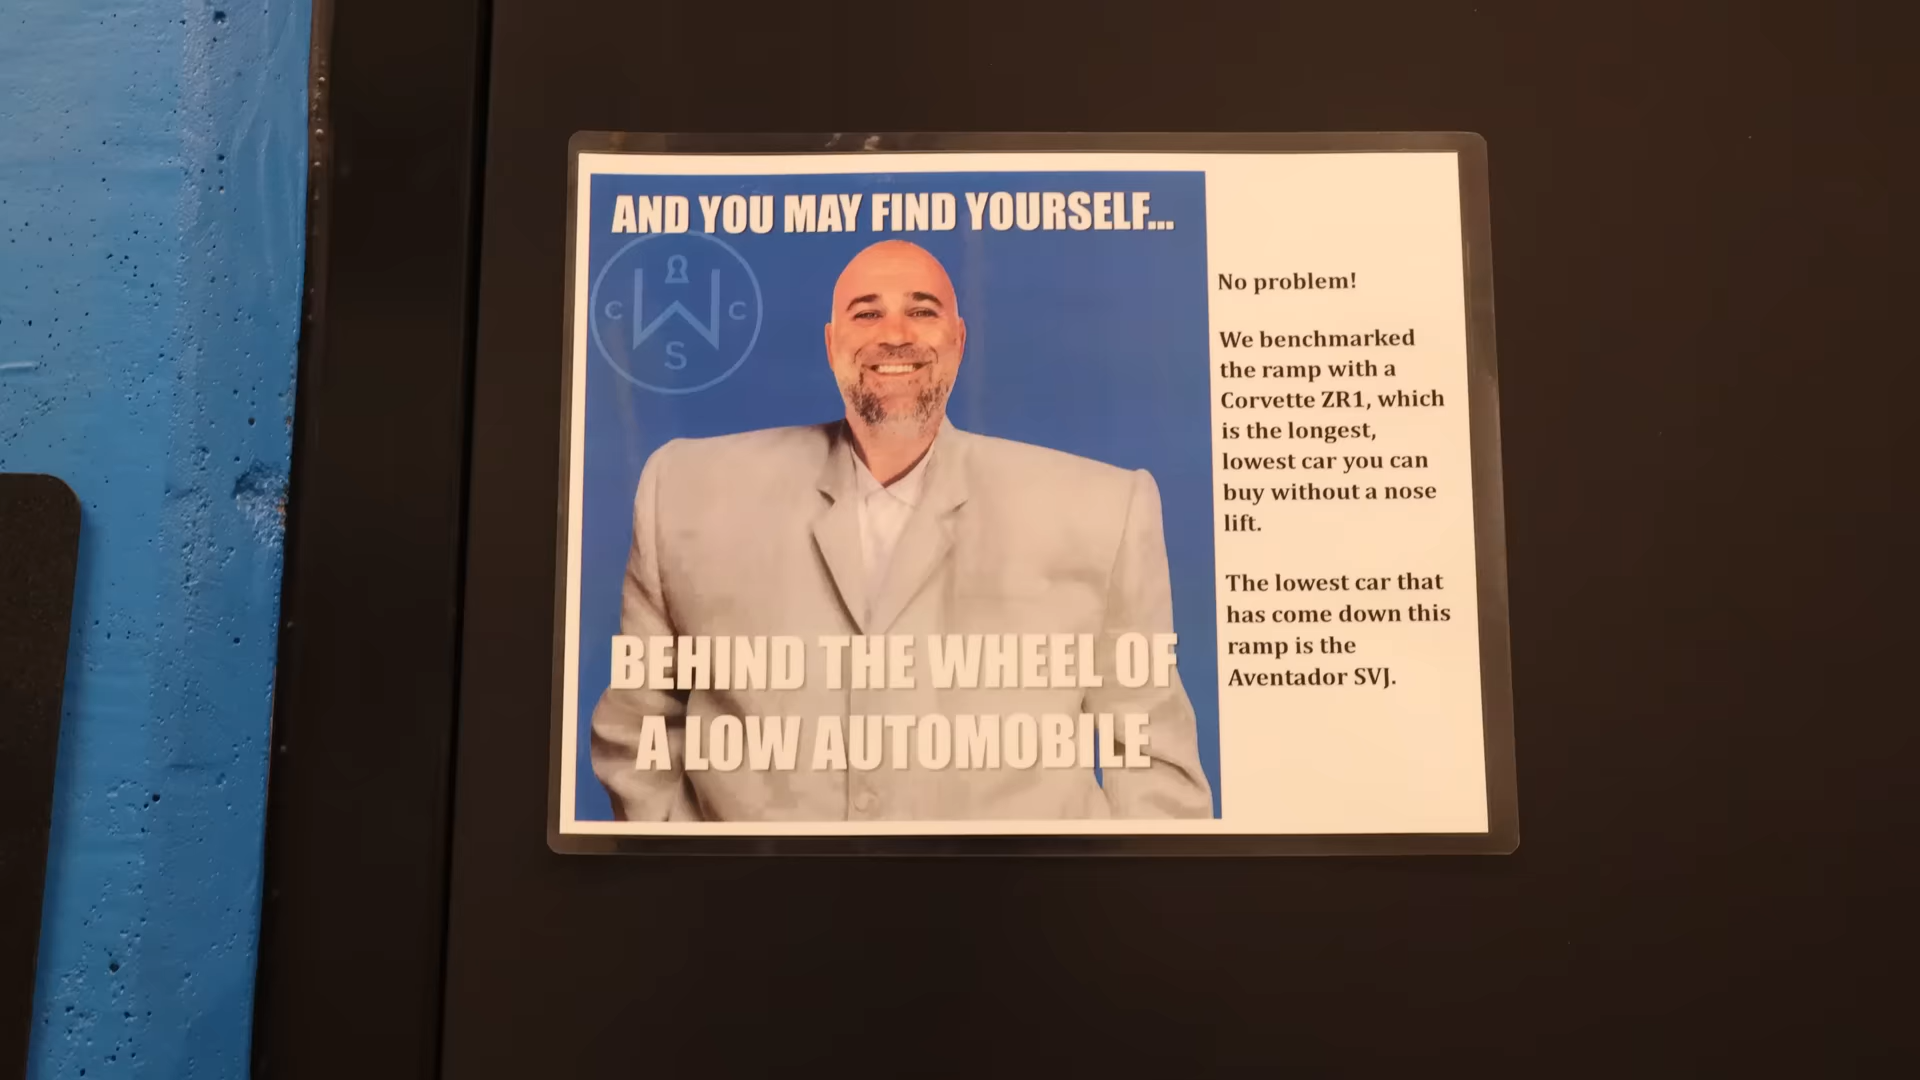 AND YOU MAY FIND YOURSELF...
C W C
S
BEHIND THE WHEEL OF
A LOW AUTOMOBILE
No problem!
We benchmarked
the ramp with a
Corvette ZR1, which
is the longest,
lowest car you can
buy without a nose
lift.
The lowest car that
has come down this
ramp is the
Aventador SVJ.